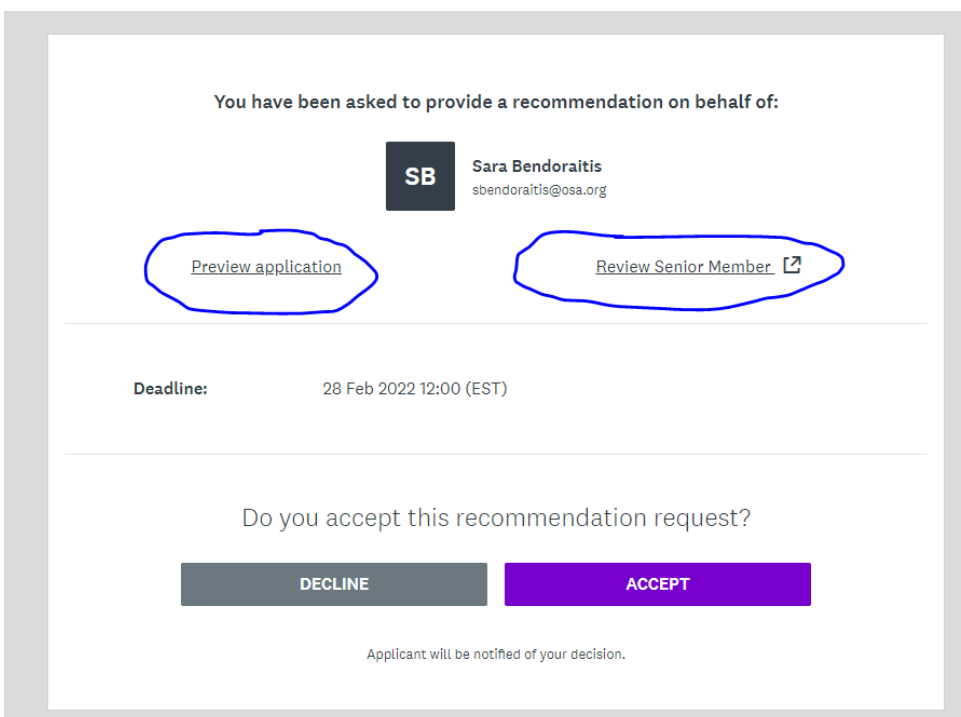 You have been asked to provide a recommendation on behalf of:
SB
Sara Bendoraitis
sbendoraitis@osa.org
Preview application
Review Senior Member
Deadline: 28 Feb 2022 12:00 (EST)
Do you accept this recommendation request?
DECLINE
ACCEPT
Applicant will be notified of your decision.